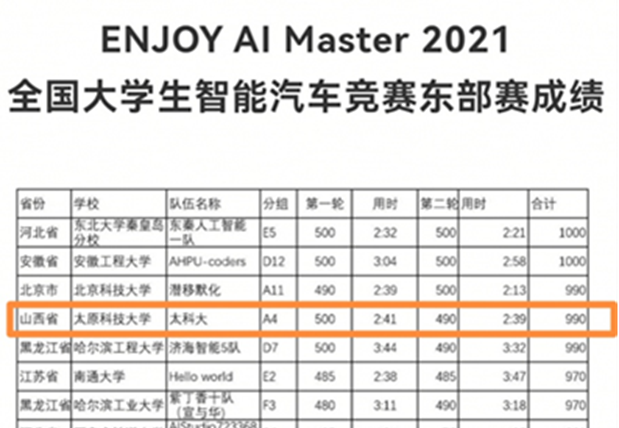 ENJOY AI Master 2021
全国大学生智能汽车竞赛东部赛成绩
省份 学校 队伍名称 分组 第一轮 用时 第二轮 用时 合计
河北省 东北大学秦皇岛分校 东秦人工智能一队 E5 500 2:32 500 2:21 1000
安徽省 安徽工程大学 AHPU-coders D12 500 3:04 500 2:58 1000
北京市 北京科技大学 潜移默化 A11 490 2:39 500 2:13 990
山西省 太原科技大学 太科大 A4 500 2:41 490 2:39 990
黑龙江省 哈尔滨工程大学 济海智能5队 D7 500 3:44 490 3:32 990
江苏省 南通大学 Hello world E2 485 2:38 485 3:47 970
黑龙江省 哈尔滨工业大学 紫丁香十队（宣与华） F3 480 3:11 490 3:18 970
AIStudio723368